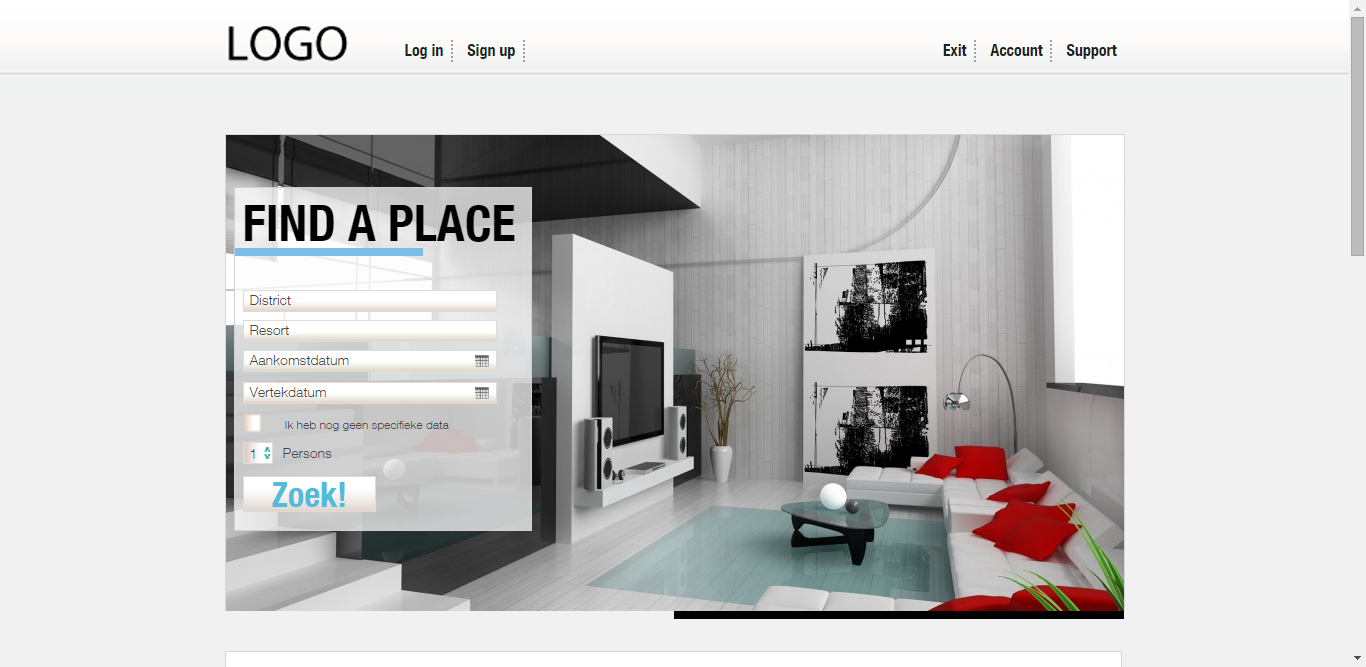 LOGO
Log in
Sign up
Exit
Account
Support
FIND A PLACE
District
Resort
Aankomstdatum
Vertekdatum
Ik heb nog geen specifieke data
1
Persons
Zoek!